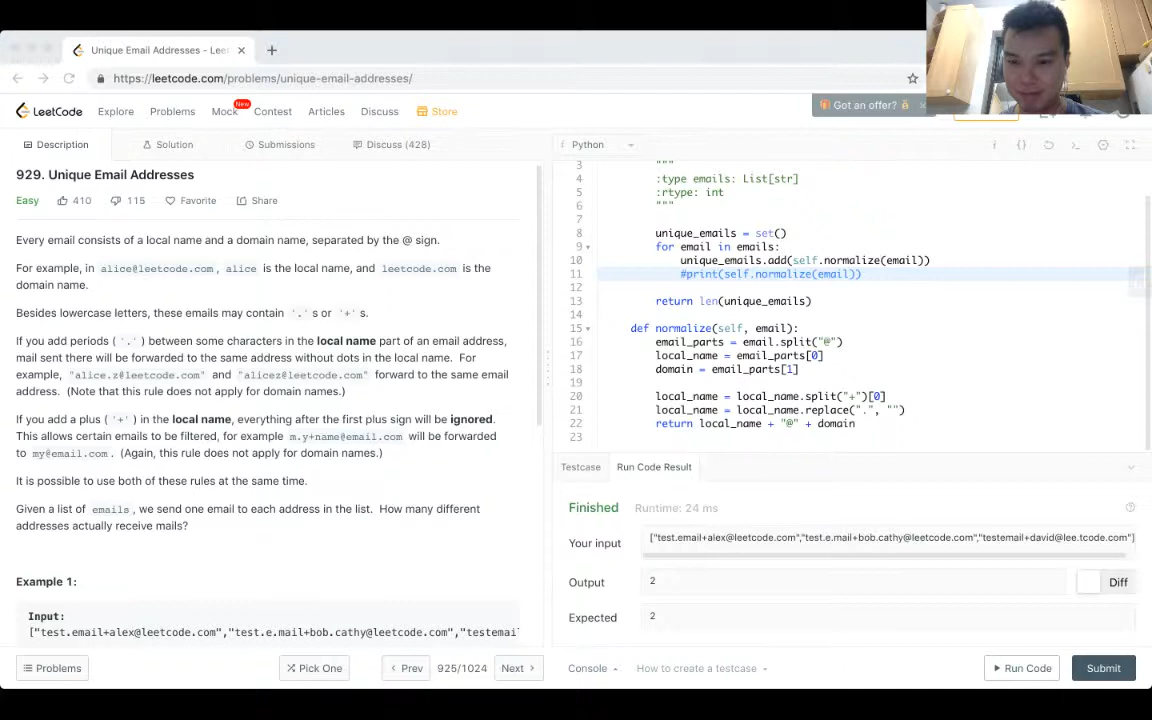 Unique Email Addresses - Lee
https://leetcode.com/problems/unique-email-addresses/
LeetCode Explore Problems Mock New Contest Articles Discuss Store
Got an offer?
Description Solution Submissions Discuss (428)
929. Unique Email Addresses
Easy 410 115 Favorite Share
Every email consists of a local name and a domain name, separated by the @ sign.
For example, in alice@leetcode.com, alice is the local name, and leetcode.com is the
domain name.
Besides lowercase letters, these emails may contain '.' s or '+' s.
If you add periods ('.') between some characters in the local name part of an email address,
mail sent there will be forwarded to the same address without dots in the local name. For
example, "alice.z@leetcode.com" and "alicez@leetcode.com" forward to the same email
address. (Note that this rule does not apply for domain names.)
If you add a plus ('+') in the local name, everything after the first plus sign will be ignored.
This allows certain emails to be filtered, for example m.y+name@email.com will be forwarded
to my@email.com. (Again, this rule does not apply for domain names.)
It is possible to use both of these rules at the same time.
Given a list of emails, we send one email to each address in the list. How many different
addresses actually receive mails?
Example 1:
Input:
["test.email+alex@leetcode.com","test.e.mail+bob.cathy@leetcode.com","testemail
Problems Pick One Prev 925/1024 Next
Python
3 """
4 :type emails: List[str]
5 :rtype: int
6 """
7
8 unique_emails = set()
9 for email in emails:
10 unique_emails.add(self.normalize(email))
11 #print(self.normalize(email))
12
13 return len(unique_emails)
14
15 def normalize(self, email):
16 email_parts = email.split("@")
17 local_name = email_parts[0]
18 domain = email_parts[1]
19
20 local_name = local_name.split("+")[0]
21 local_name = local_name.replace(".", "")
22 return local_name + "@" + domain
23
Testcase Run Code Result
Finished Runtime: 24 ms
Your input ["test.email+alex@leetcode.com","test.e.mail+bob.cathy@leetcode.com","testemail+david@lee.tcode.com"]
Output 2 Diff
Expected 2
Console How to create a testcase Run Code Submit